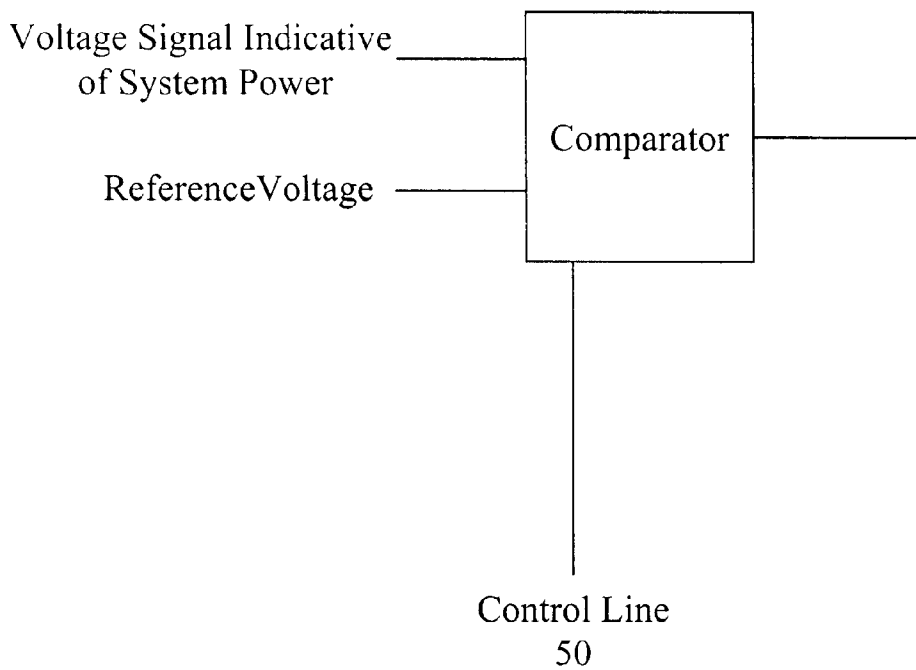 Voltage Signal Indicative
of System Power
Comparator
ReferenceVoltage
Control Line
50